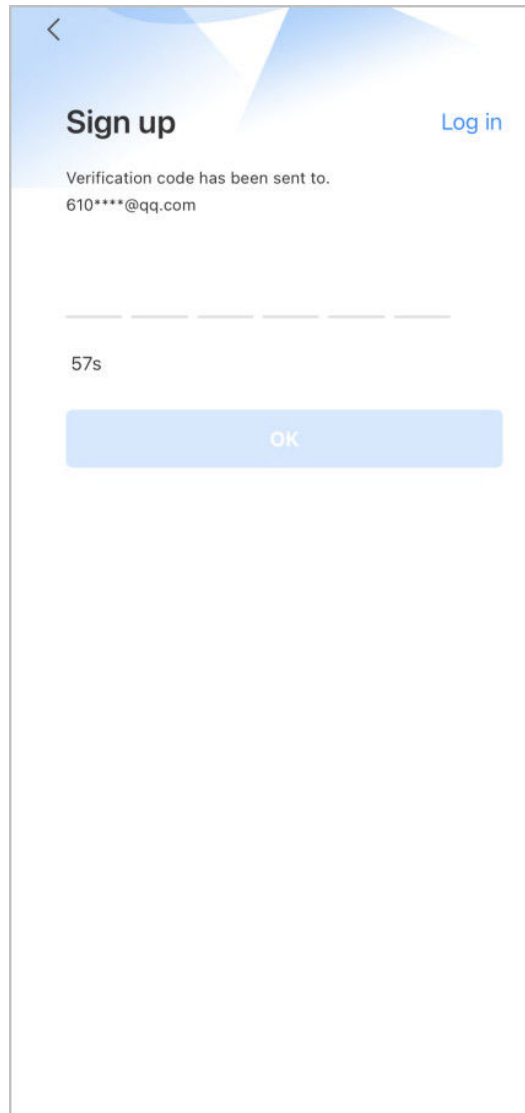 Sign up
Log in
Verification code has been sent to.
610****@qq.com
57s
OK